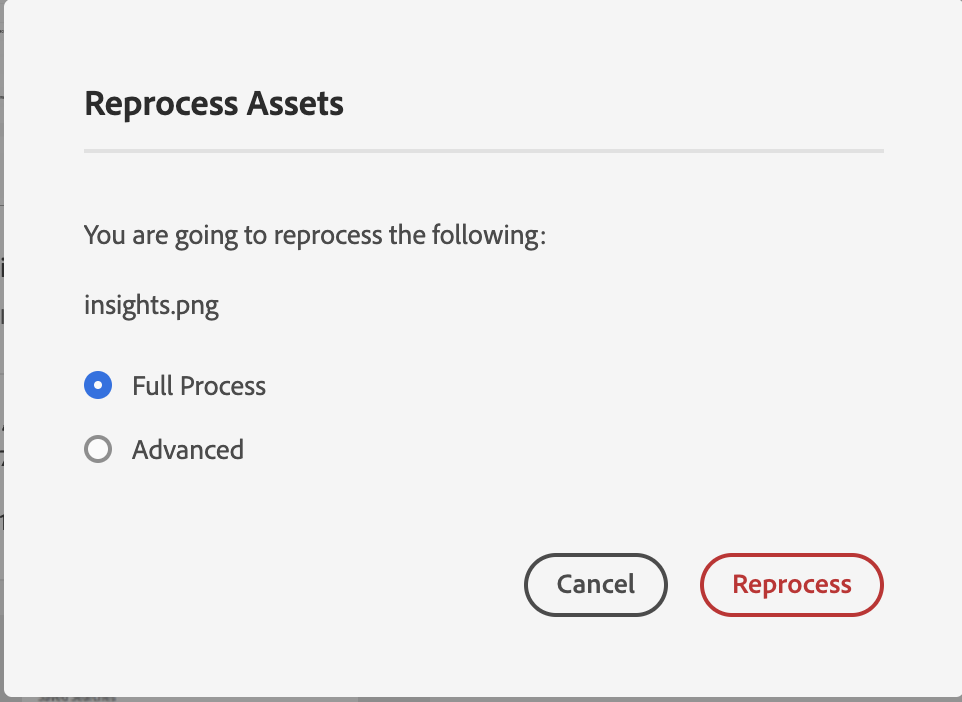 Reprocess Assets
You are going to reprocess the following:
insights.png
Full Process
Advanced
Cancel
Reprocess